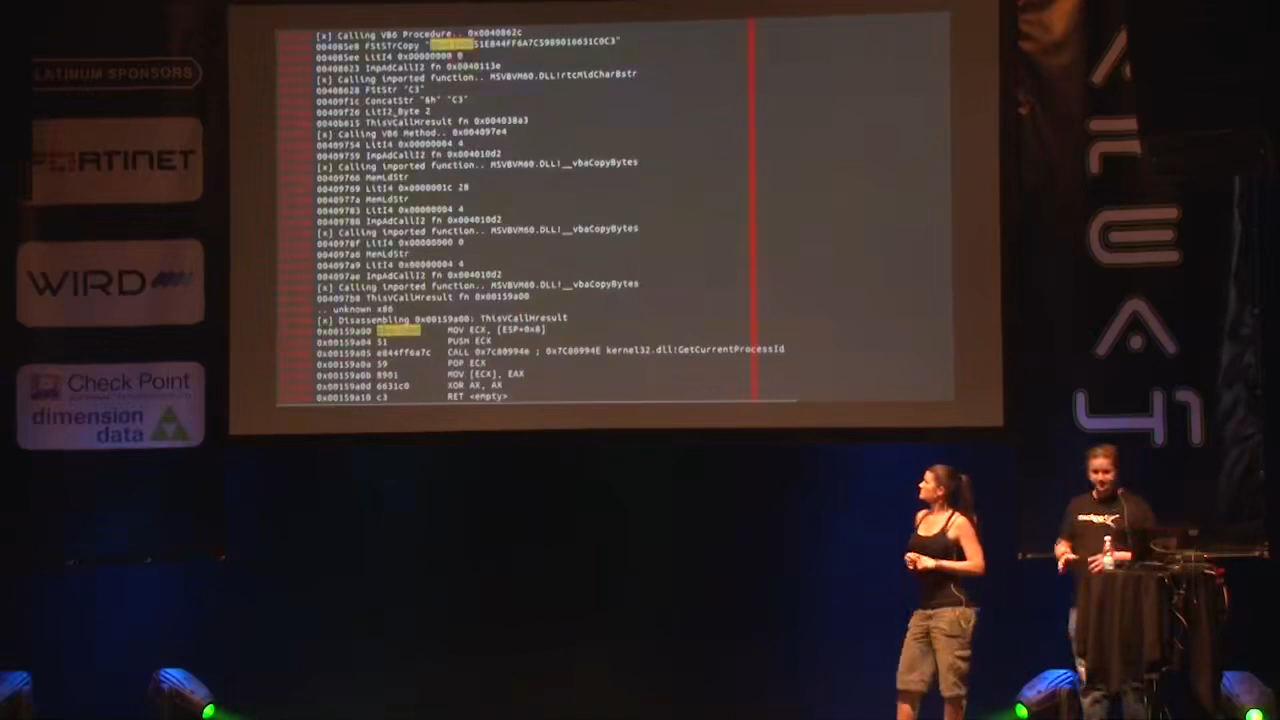 [x] Calling VB6 Procedure.. 0x0040862c
004085e8 FStStrCopy "51E844FF6A7C5989016631C0C3"
004085ee LitI4 0x00000000 0
00408623 ImpAdCallI2 fn 0x0040113e
[x] Calling imported function.. MSVBVM60.DLL!rtcMidCharBstr
00408628 FStStr "C3"
00409f1c ConcatStr "&h" "C3"
00409f26 LitI2_Byte 2
0040b615 ThisVCallHresult fn 0x004038a3
[x] Calling VB6 Method.. 0x004097e4
00409754 LitI4 0x00000004 4
00409759 ImpAdCallI2 fn 0x004010d2
[x] Calling imported function.. MSVBVM60.DLL!__vbaCopyBytes
00409766 MemLdStr
00409769 LitI4 0x0000001c 28
0040977a MemLdStr
00409783 LitI4 0x00000004 4
00409788 ImpAdCallI2 fn 0x004010d2
[x] Calling imported function.. MSVBVM60.DLL!__vbaCopyBytes
0040978f LitI4 0x00000000 0
004097a6 MemLdStr
004097a9 LitI4 0x00000004 4
004097ae ImpAdCallI2 fn 0x004010d2
[x] Calling imported function.. MSVBVM60.DLL!__vbaCopyBytes
004097b8 ThisVCallHresult fn 0x00159a00
.. unknown x86
[x] Disassembling 0x00159a00: ThisVCallHresult
0x00159a00 MOV ECX, [ESP+0x8]
0x00159a04 51 PUSH ECX
0x00159a05 e844ff6a7c CALL 0x7c80994e ; 0x7C80994E kernel32.dll!GetCurrentProcessId
0x00159a0a 59 POP ECX
0x00159a0b 8901 MOV [ECX], EAX
0x00159a0d 6631c0 XOR AX, AX
0x00159a10 c3 RET <empty>
LATINUM SPONSORS
FORTINET
WIRD
Check Point
dimension
data
AFEA
41